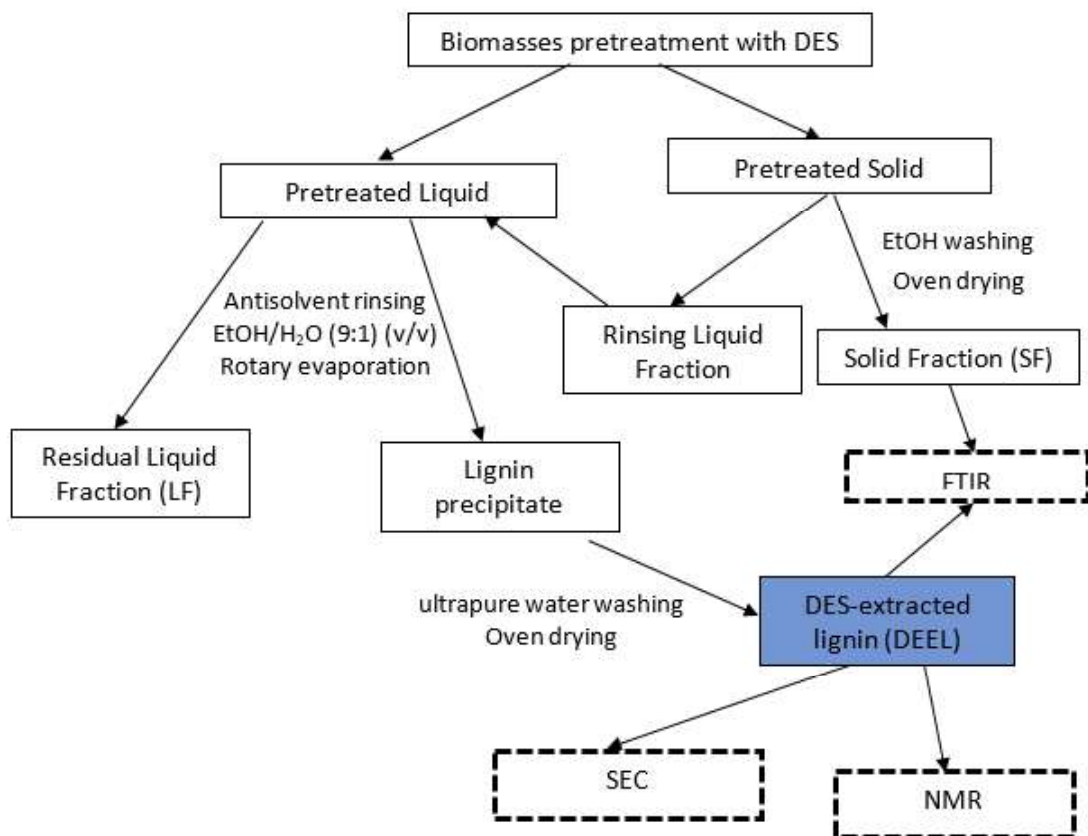 Biomasses pretreatment with DES
Pretreated Liquid
Pretreated Solid
EtOH washing
Oven drying
Antisolvent rinsing
EtOH/H₂O (9:1) (v/v)
Rotary evaporation
Rinsing Liquid
Fraction
Solid Fraction (SF)
Residual Liquid
Fraction (LF)
Lignin
precipitate
FTIR
ultrapure water washing
Oven drying
DES-extracted
lignin (DEEL)
SEC
NMR